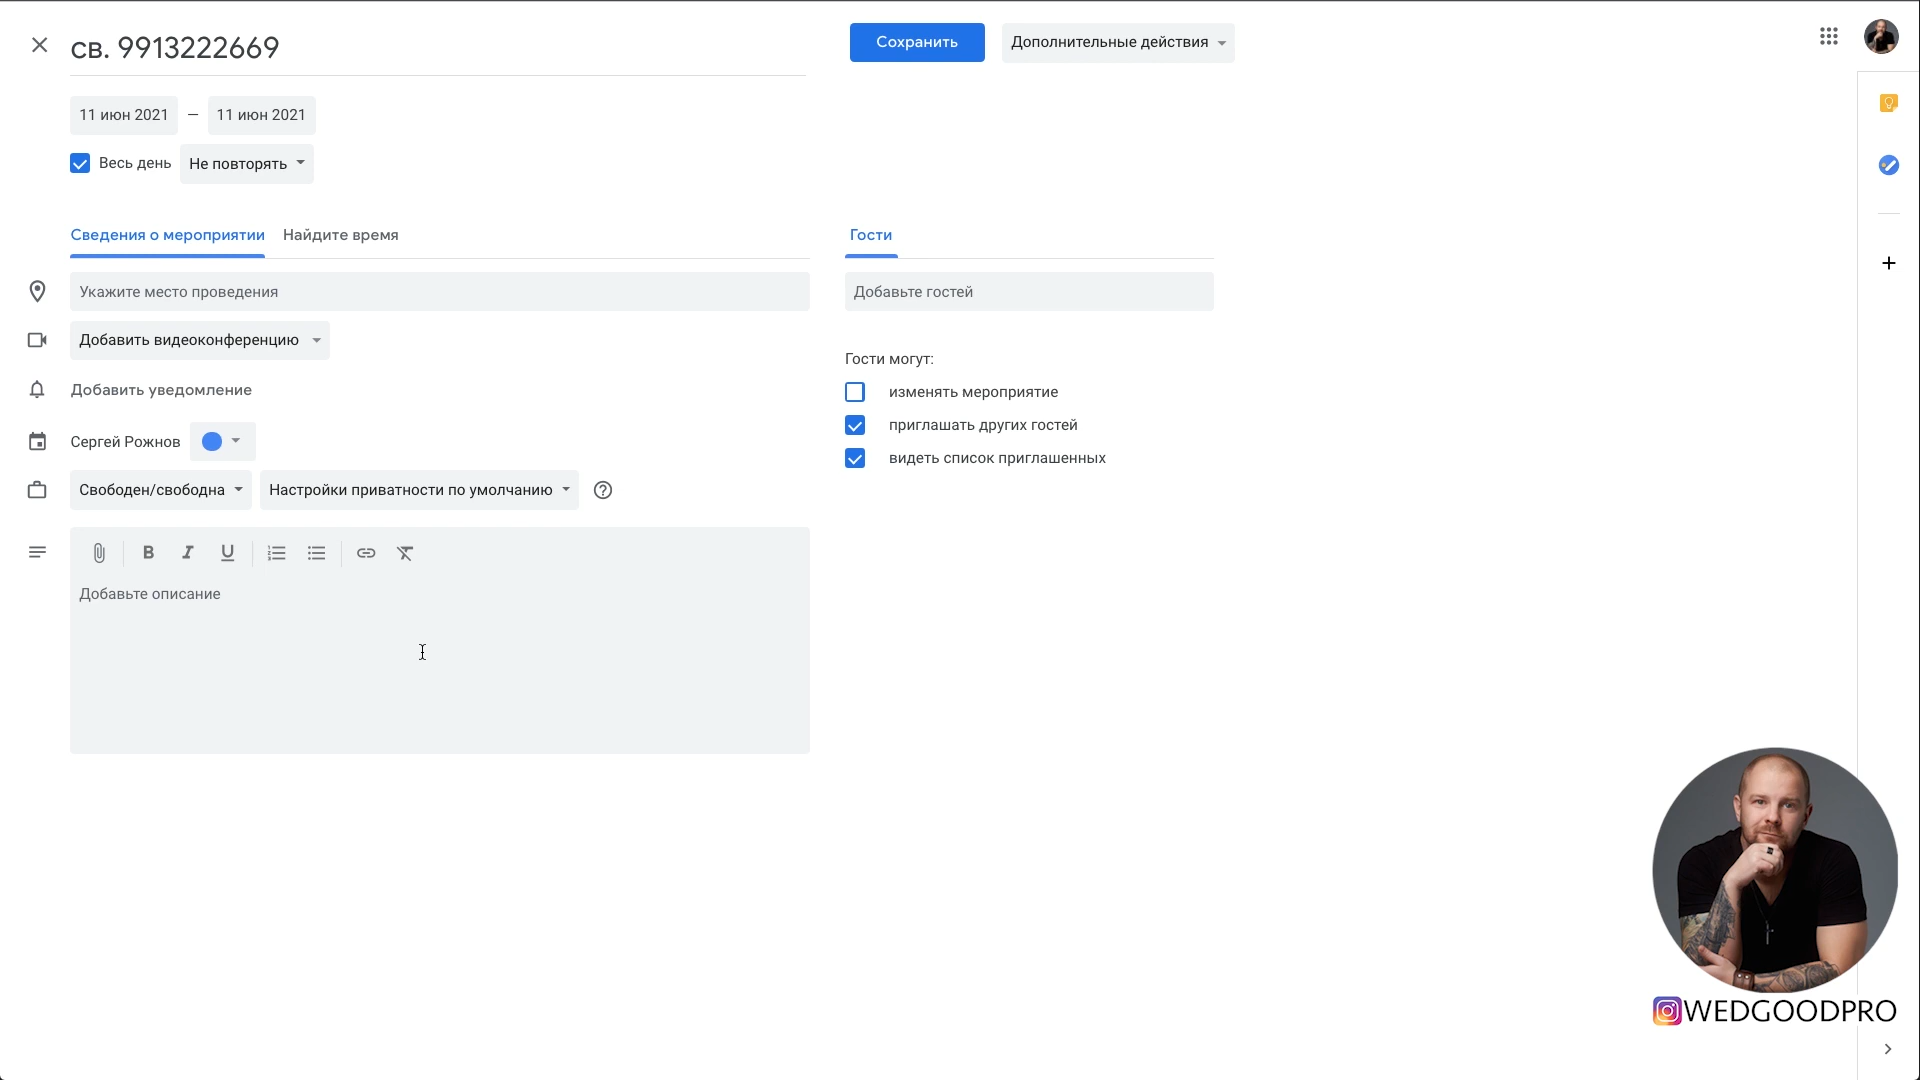 св. 9913222669
Сохранить
Дополнительные действия
11 июн 2021 — 11 июн 2021
Весь день
Не повторять
Сведения о мероприятии
Найдите время
Гости
Укажите место проведения
Добавьте гостей
Добавить видеоконференцию
Гости могут:
Добавить уведомление
изменять мероприятие
приглашать других гостей
Сергей Рожнов
видеть список приглашенных
Свободен/свободна
Настройки приватности по умолчанию
B I U
Добавьте описание
WEDGOODPRO